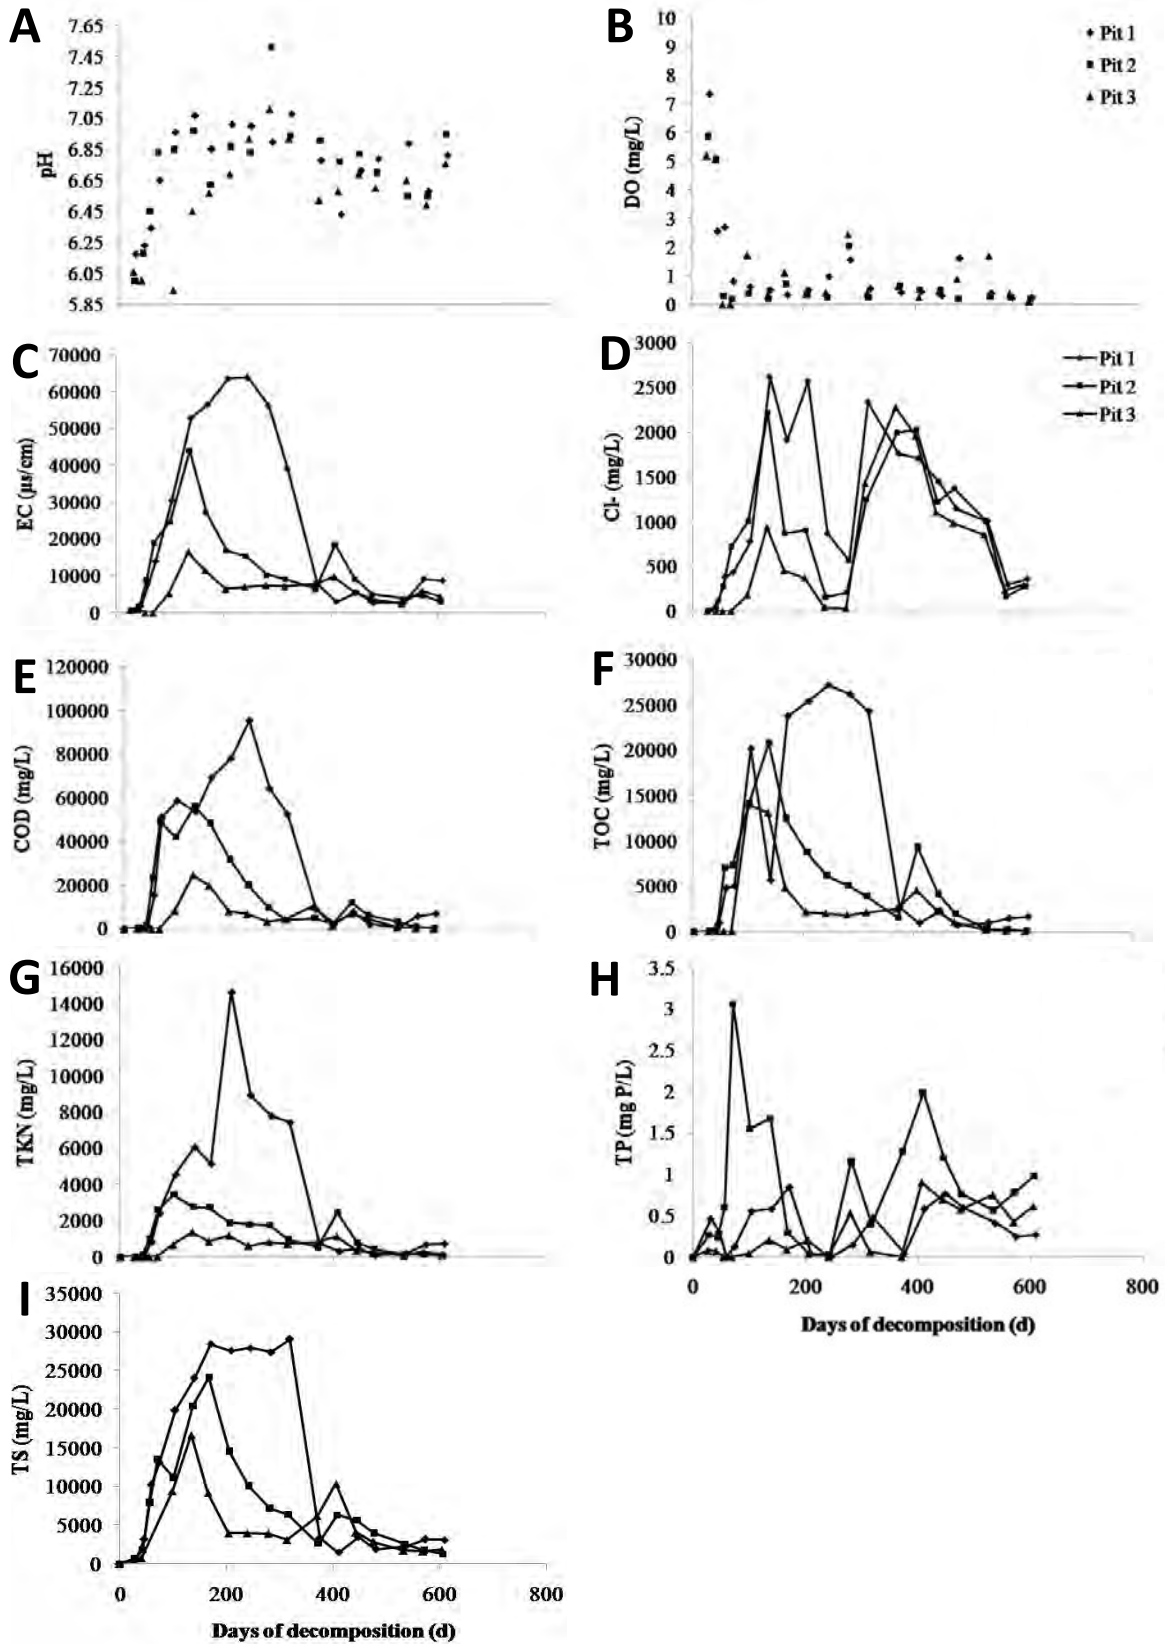 A
7.65
7.45
7.25
7.05
6.85
6.65
6.45
6.25
6.05
5.85
pH
B
10
9
8
7
6
5
4
3
2
1
0
DO (mg/L)
Pit 1
Pit 2
Pit 3
C
70000
60000
50000
40000
30000
20000
10000
0
EC (µs/cm)
D
3000
2500
2000
1500
1000
500
0
Cl- (mg/L)
Pit 1
Pit 2
Pit 3
E
120000
100000
80000
60000
40000
20000
0
COD (mg/L)
F
30000
25000
20000
15000
10000
5000
0
TOC (mg/L)
G
16000
14000
12000
10000
8000
6000
4000
2000
0
TKN (mg/L)
H
3.5
3
2.5
2
1.5
1
0.5
0
TP (mg P/L)
0 200 400 600 800
Days of decomposition (d)
I
35000
30000
25000
20000
15000
10000
5000
0
TS (mg/L)
0 200 400 600 800
Days of decomposition (d)